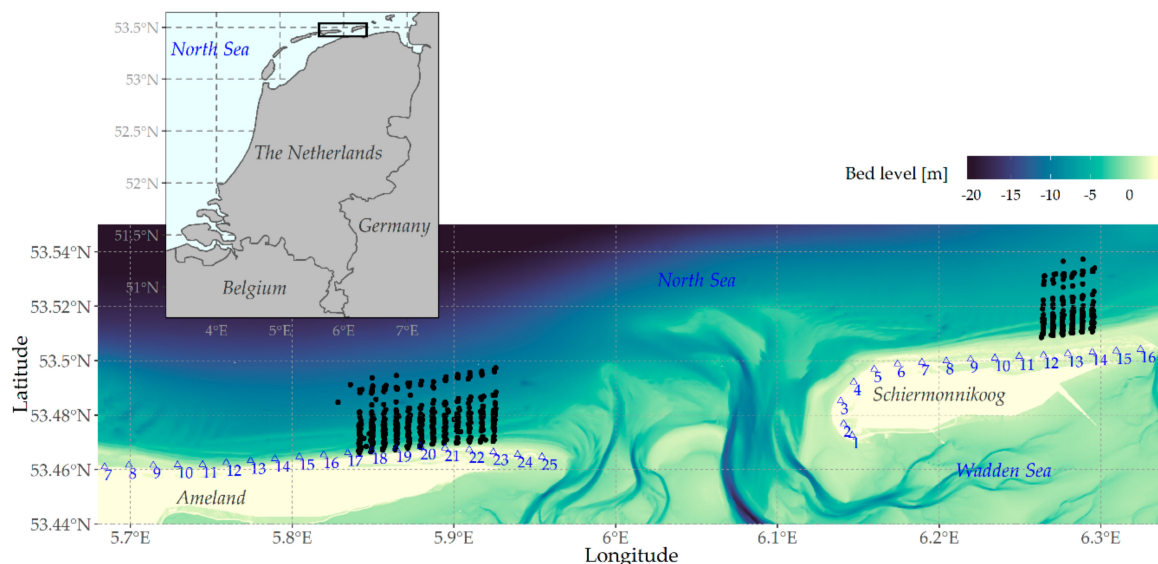 53.5°N
North Sea
53°N
52.5°N
The Netherlands
52°N
Bed level [m]
-20 -15 -10 -5 0
51.5°N
Germany
53.54°N
North Sea
51°N
Belgium
53.52°N
4°E 5°E 6°E 7°E
53.5°N
1 2 3 4 5 6 7 8 9 10 11 12 13 14 15 16
Schiermonnikoog
Latitude
53.48°N
53.46°N
7 8 9 10 11 12 13 14 15 16 17 18 19 20 21 22 23 24 25
Wadden Sea
Ameland
53.44°N
5.7°E 5.8°E 5.9°E 6°E 6.1°E 6.2°E 6.3°E
Longitude